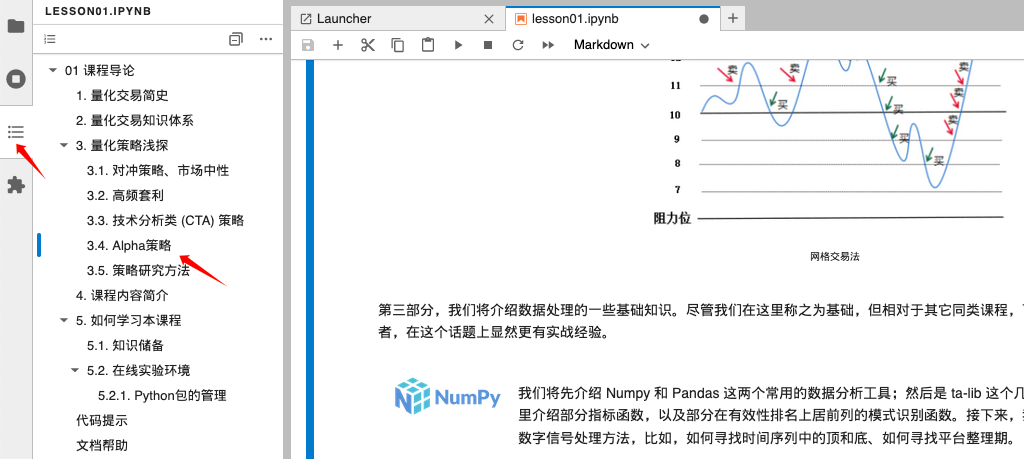 LESSON01.IPYNB
01 课程导论
1. 量化交易简史
2. 量化交易知识体系
3. 量化策略浅探
3.1. 对冲策略、市场中性
3.2. 高频套利
3.3. 技术分析类 (CTA) 策略
3.4. Alpha策略
3.5. 策略研究方法
4. 课程内容简介
5. 如何学习本课程
5.1. 知识储备
5.2. 在线实验环境
5.2.1. Python包的管理
代码提示
文档帮助
Launcher
lesson01.ipynb
Markdown
卖 卖 卖
11
买 买 卖
10
买 卖
9
买
8
7
阻力位
网格交易法
第三部分，我们将介绍数据处理的一些基础知识。尽管我们在这里称之为基础，但相对于其它同类课程，
者，在这个话题上显然更有实战经验。
NumPy
我们将先介绍 Numpy 和 Pandas 这两个常用的数据分析工具；然后是 ta-lib 这个几
里介绍部分指标函数，以及部分在有效性排名上居前列的模式识别函数。接下来，
数字信号处理方法，比如，如何寻找时间序列中的顶和底、如何寻找平台整理期。